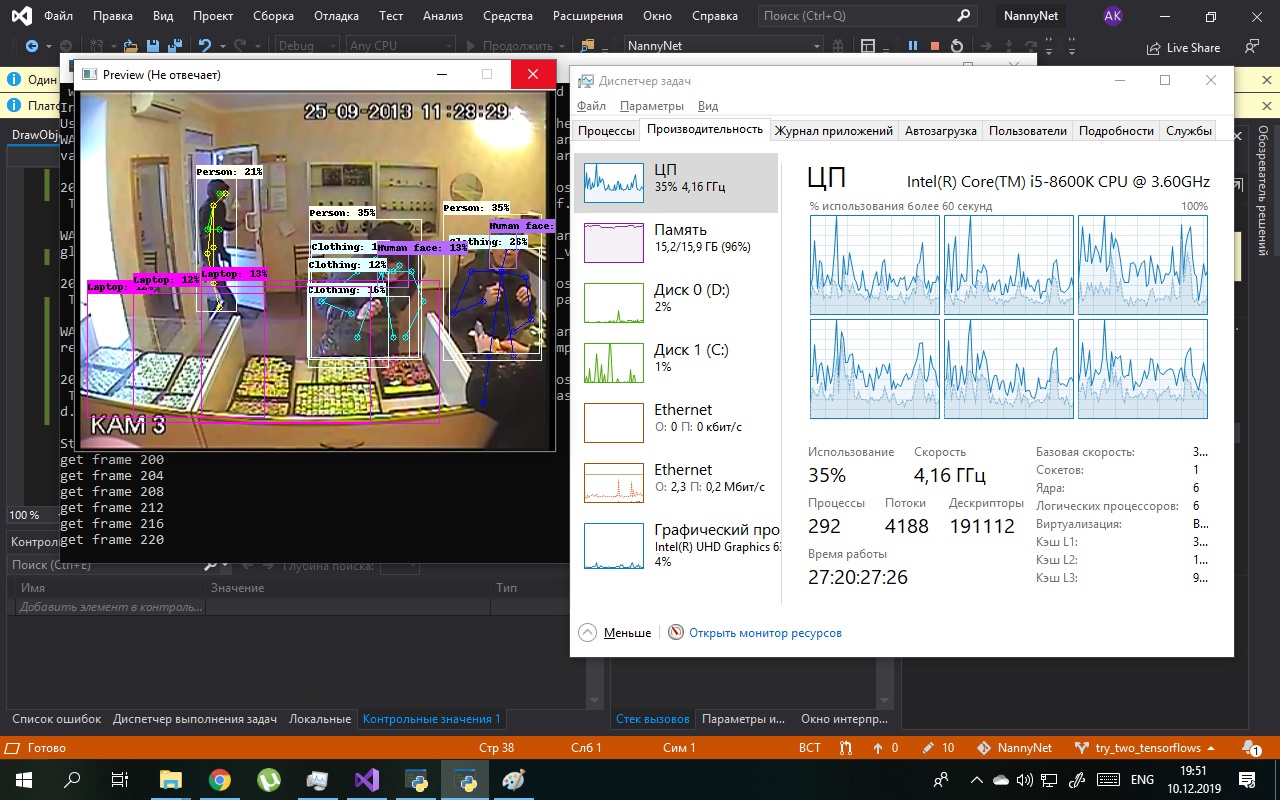 Файл Правка Вид Проект Сборка Отладка Тест Анализ Средства Расширения Окно Справка Поиск (Ctrl+Q) NannyNet AK
Debug Any CPU Продолжить NannyNet Live Share
Один
Плат
DrawObj
Preview (Не отвечает)
25-09-2013 11:28:29
Person: 21%
Person: 35%
Person: 35%
Human face:
Clothing: 1
Human face: 13%
thing: 26%
Clothing: 12%
Laptop: 12%
Laptop: 13%
Laptop: 12%
Clothing: 16%
КАМ 3
get frame 200
get frame 204
get frame 208
get frame 212
get frame 216
get frame 220
Диспетчер задач
Файл Параметры Вид
Процессы Производительность Журнал приложений Автозагрузка Пользователи Подробности Службы
ЦП
35% 4,16 ГГц
Память
15,2/15,9 ГБ (96%)
Диск 0 (D:)
2%
Диск 1 (C:)
1%
Ethernet
О: 0 П: 0 кбит/с
Ethernet
О: 2,3 П: 0,2 Мбит/с
Графический про
Intel(R) UHD Graphics 6
4%
ЦП Intel(R) Core(TM) i5-8600K CPU @ 3.60GHz
% использования более 60 секунд 100%
Использование Скорость
35% 4,16 ГГц
Процессы Потоки Дескрипторы
292 4188 191112
Время работы
27:20:27:26
Базовая скорость: 3...
Сокетов: 1
Ядра: 6
Логических процессоров: 6
Виртуализация: В...
Кэш L1: 3...
Кэш L2: 1...
Кэш L3: 9...
Меньше Открыть монитор ресурсов
Обозреватель решений
100 %
Контрол
Поиск (Ctrl+E) Глубина поиска:
Имя Значение Тип
Добавить элемент в контроль...
Список ошибок Диспетчер выполнения задач Локальные Контрольные значения 1 Стек вызовов Параметры и... Окно интерпр...
Готово Стр 38 Слб 1 Сим 1 ВСТ 0 10 NannyNet try_two_tensorflows 1
ENG 19:51
10.12.2019